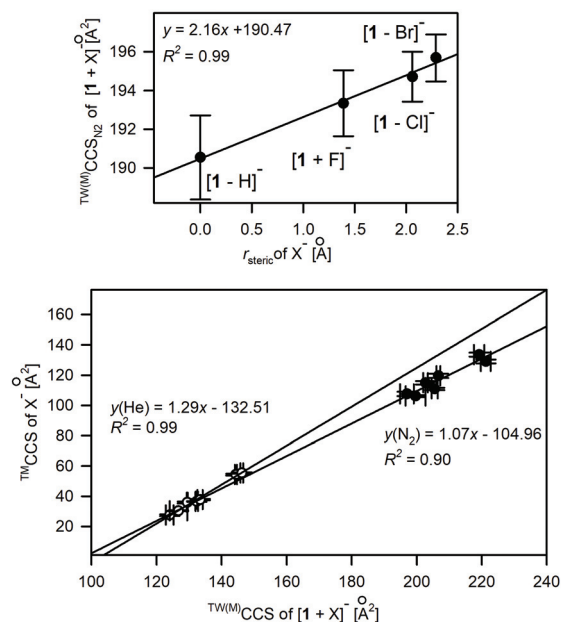 y = 2.16x +190.47
R² = 0.99
[1 - Br]⁻
[1 - Cl]⁻
[1 + F]⁻
[1 - H]⁻
196
194
192
190
TW(M)CCS_N2 of [1 + X]⁻ [Å²]
0.0 0.5 1.0 1.5 2.0 2.5
r_steric of X⁻ [Å]
160
140
120
100
80
60
40
20
TMCCS of X⁻ [Å²]
y(He) = 1.29x - 132.51
R² = 0.99
y(N₂) = 1.07x - 104.96
R² = 0.90
100 120 140 160 180 200 220 240
TW(M)CCS of [1 + X]⁻ [Å²]